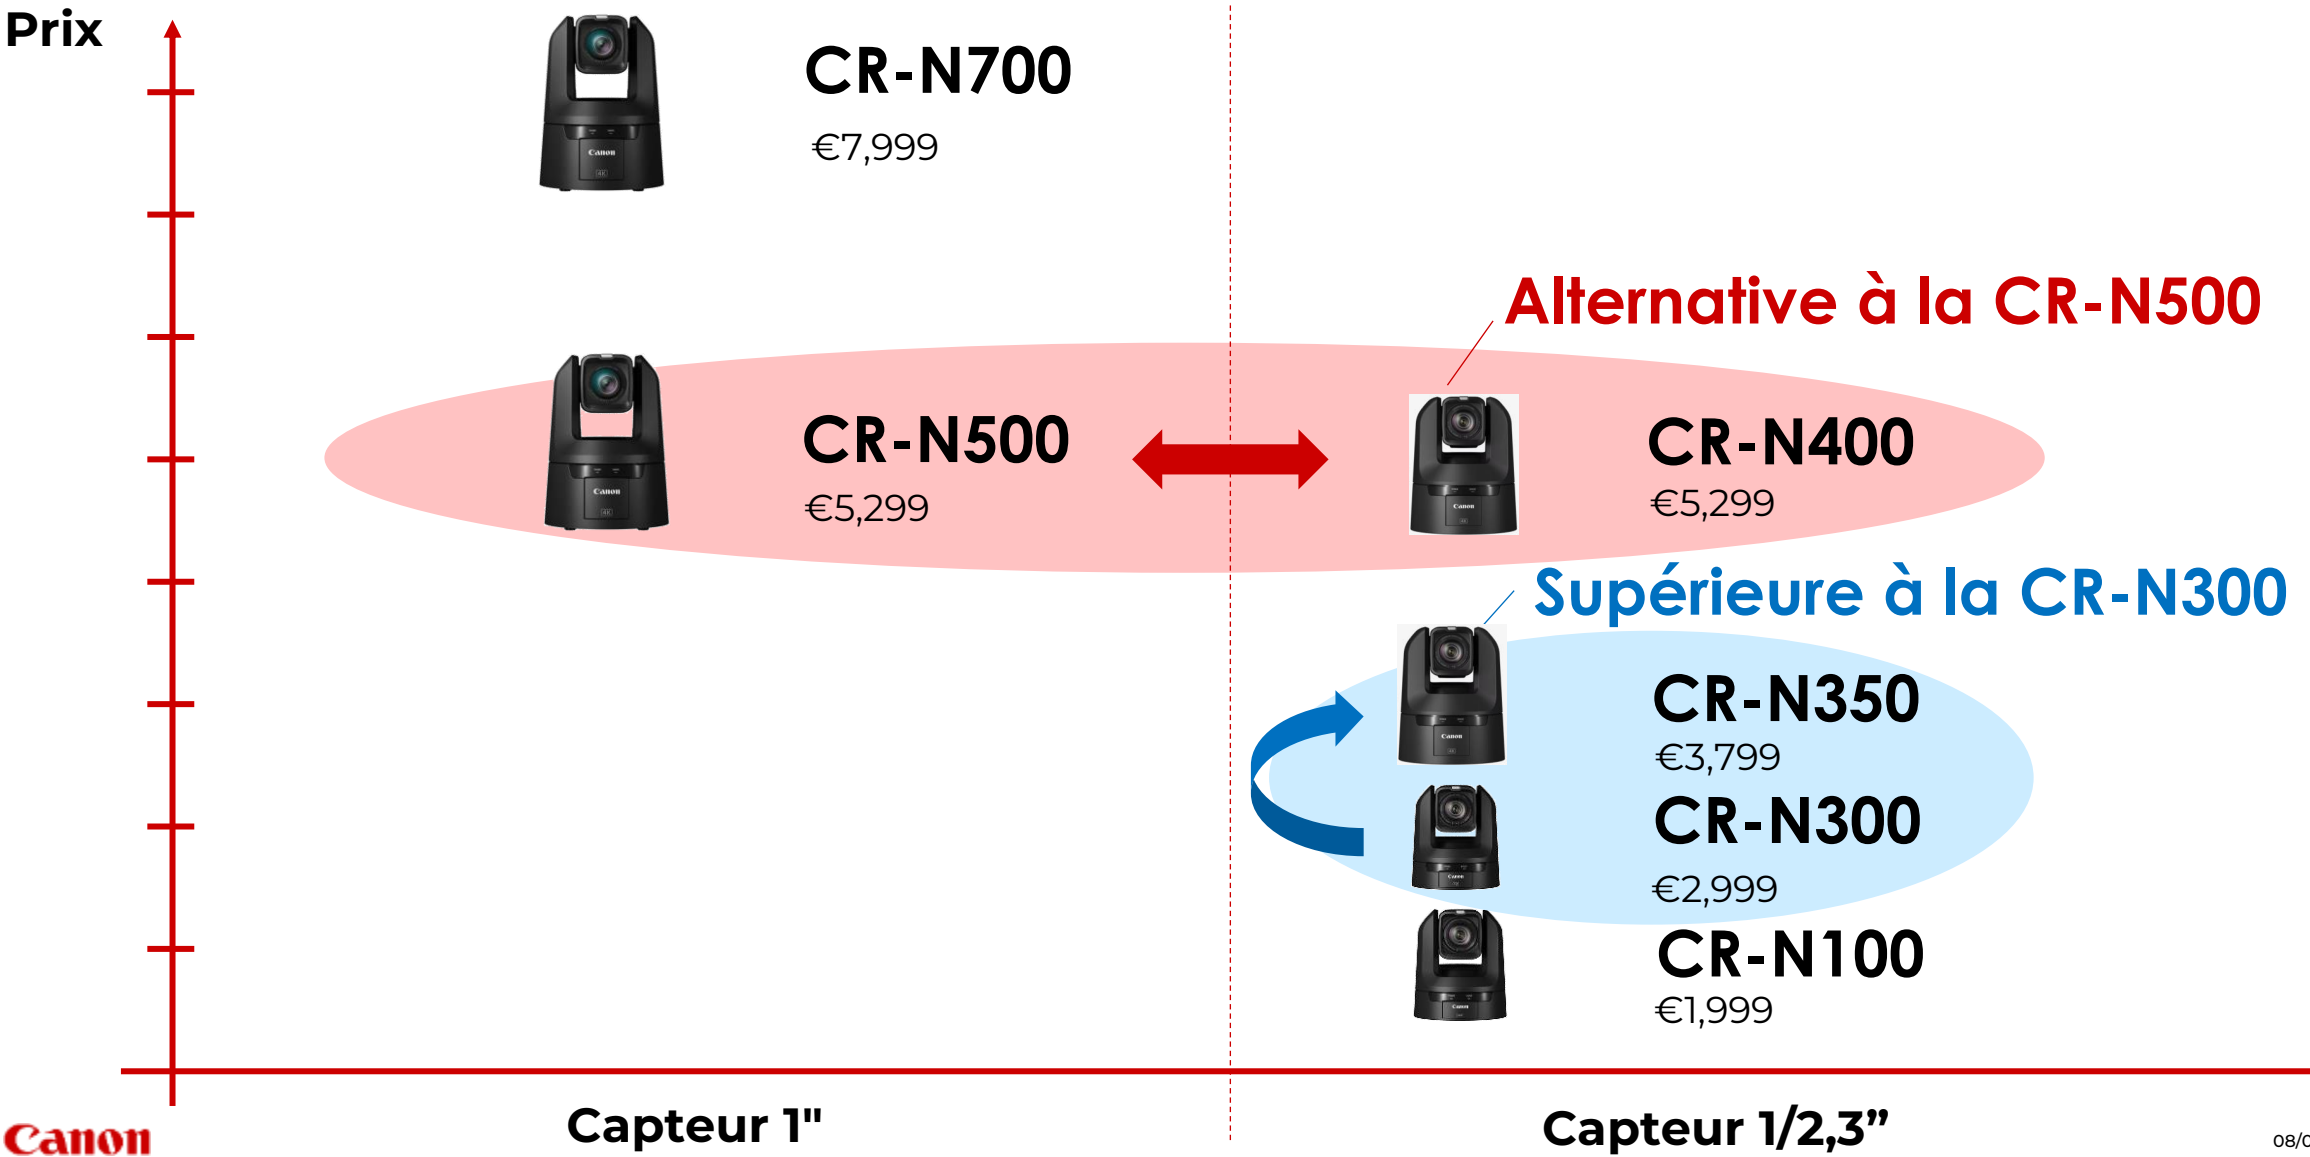 Prix
CR-N700
€7,999
Alternative à la CR-N500
CR-N500
€5,299
CR-N400
€5,299
Supérieure à la CR-N300
CR-N350
€3,799
CR-N300
€2,999
CR-N100
€1,999
Capteur 1"
Capteur 1/2,3”
Canon
08/0